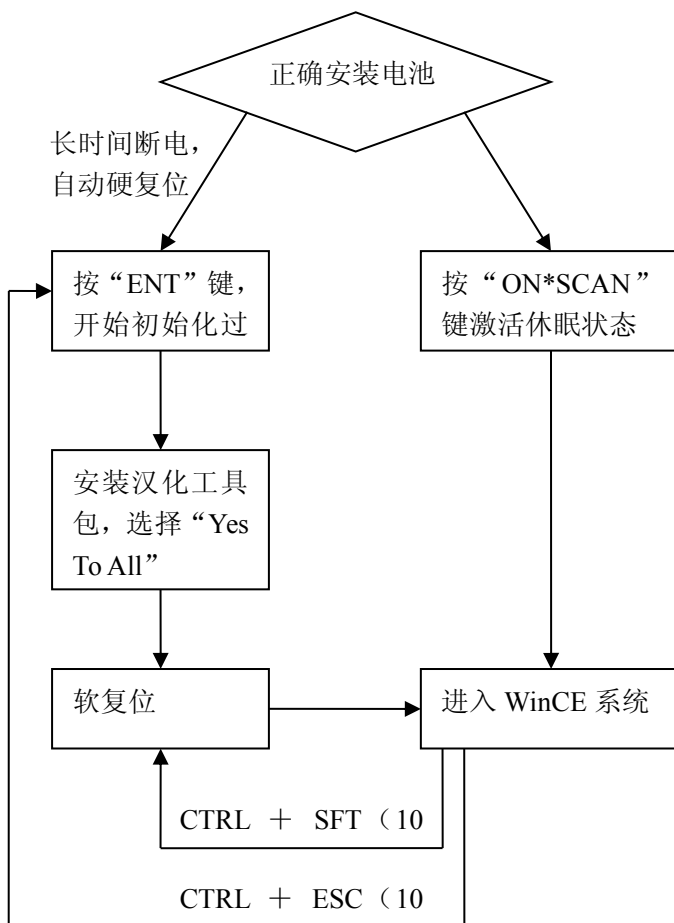 正确安装电池
长时间断电，
自动硬复位
按“ENT”键，
开始初始化过
按“ON*SCAN”
键激活休眠状态
安装汉化工具
包，选择“Yes
To All”
软复位
进入 WinCE 系统
CTRL ＋ SFT（10
CTRL ＋ ESC（10